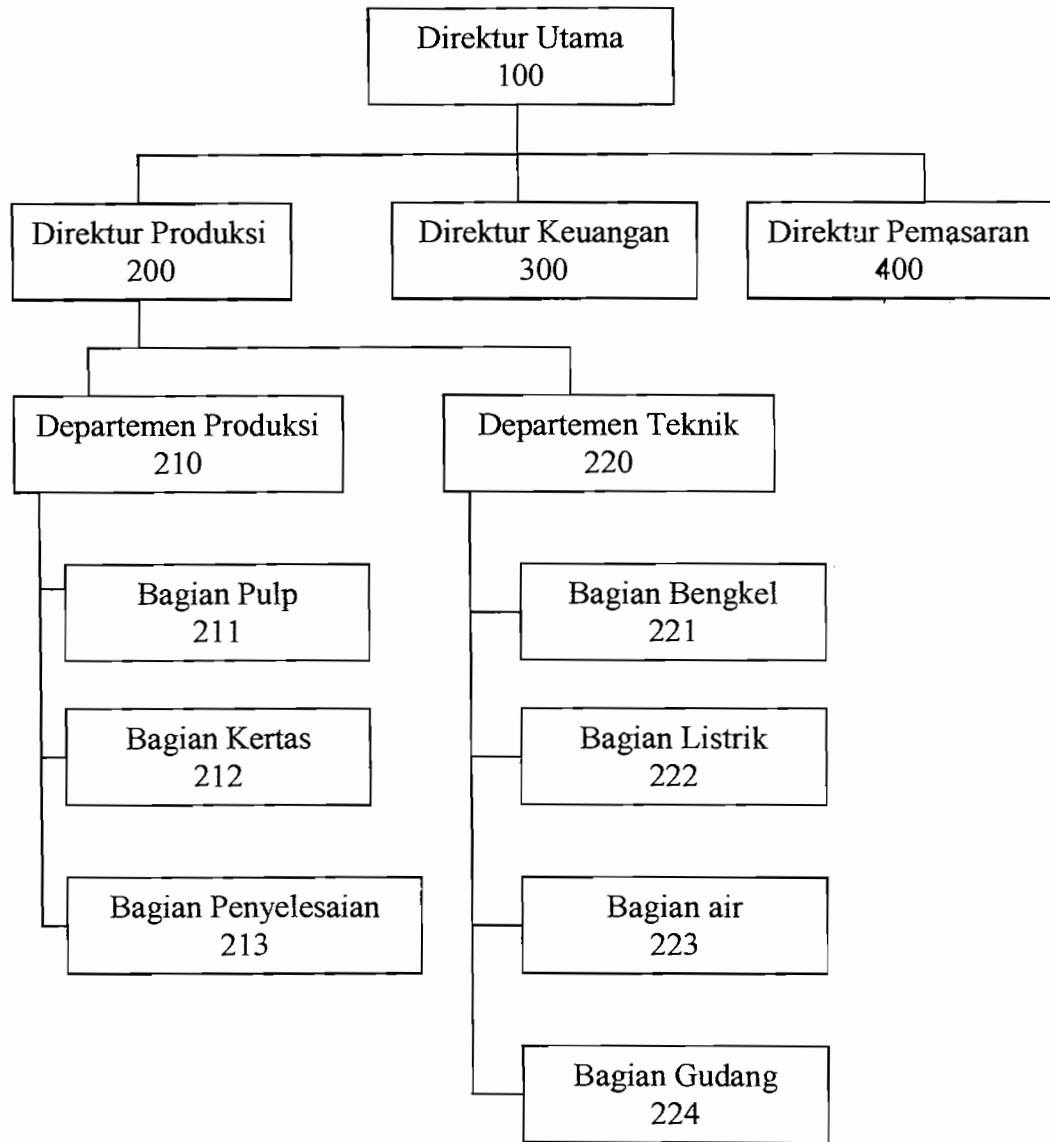 Direktur Utama
100
Direktur Produksi
200
Direktur Keuangan
300
Direktur Pemasaran
400
Departemen Produksi
210
Departemen Teknik
220
Bagian Pulp
211
Bagian Bengkel
221
Bagian Kertas
212
Bagian Listrik
222
Bagian Penyelesaian
213
Bagian air
223
Bagian Gudang
224